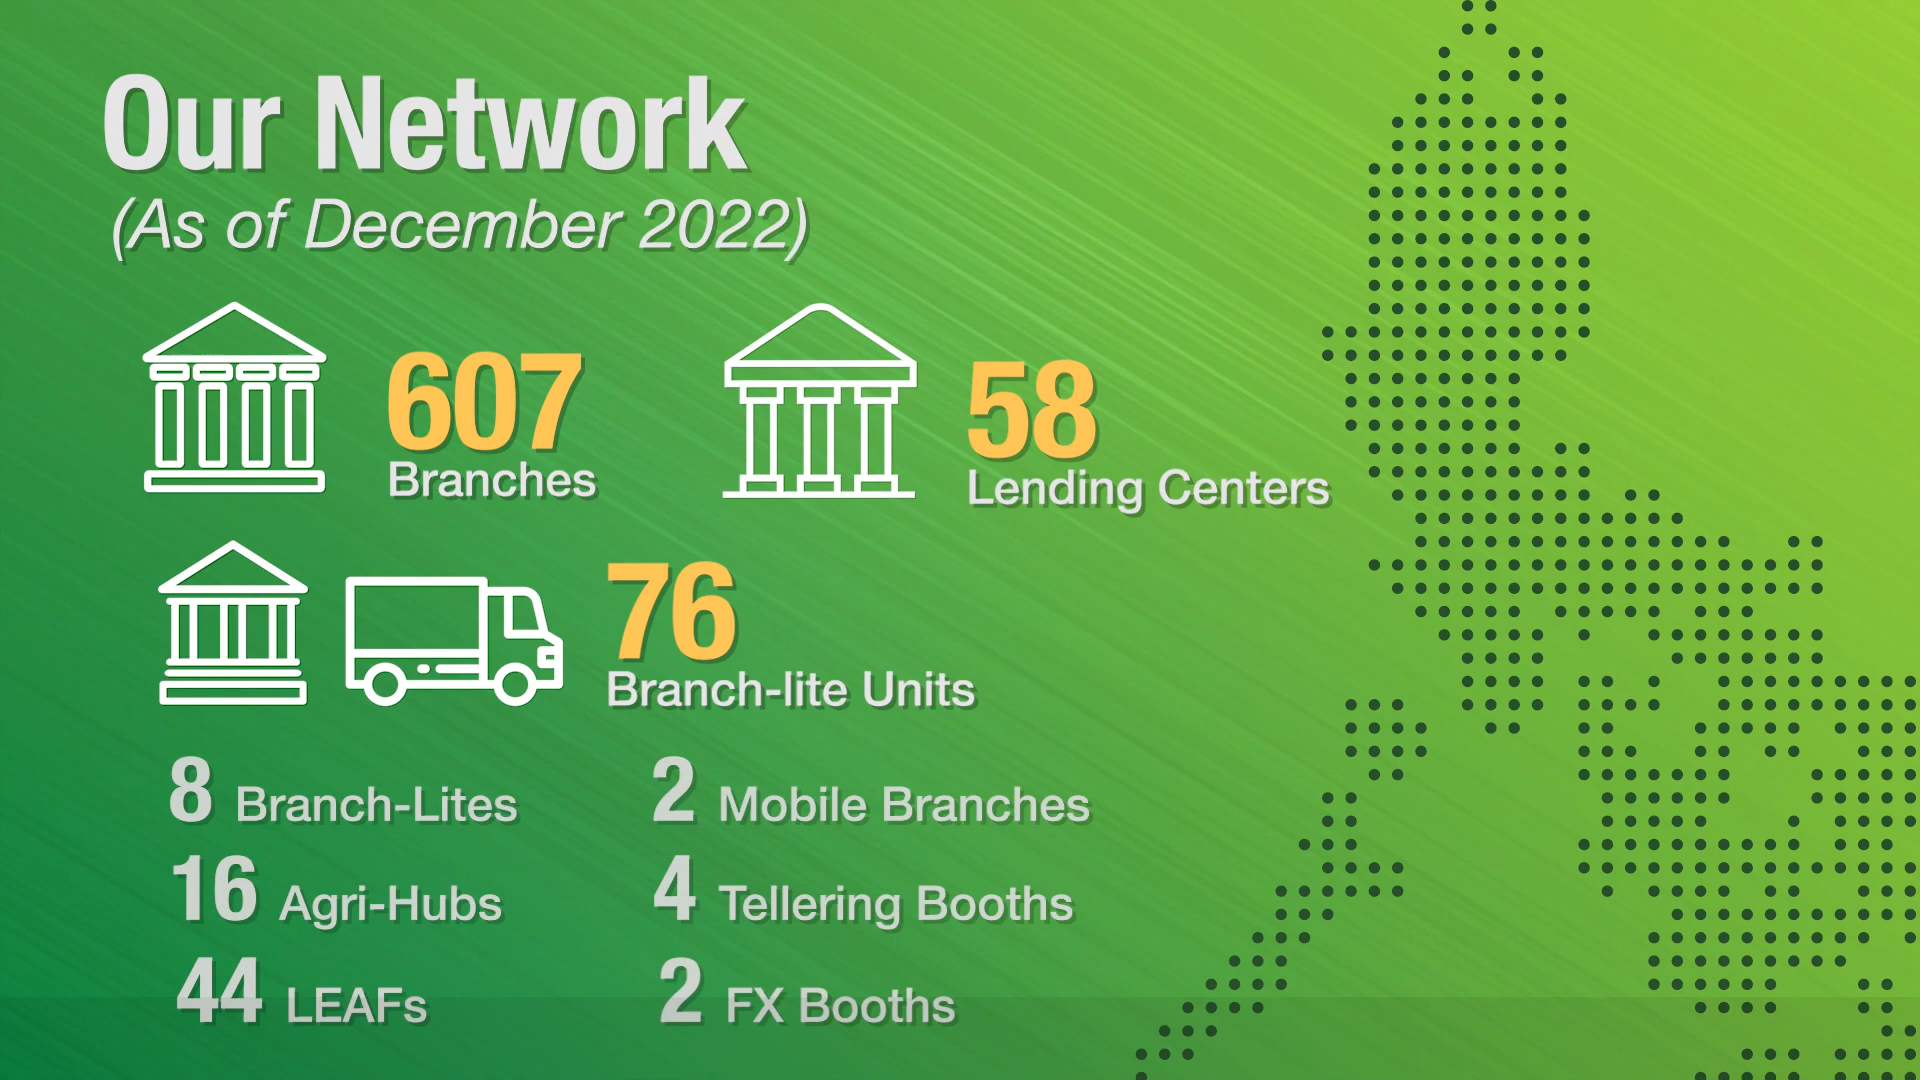 Our Network
(As of December 2022)
607
Branches
58
Lending Centers
76
Branch-lite Units
8 Branch-Lites
2 Mobile Branches
16 Agri-Hubs
4 Tellering Booths
44 LEAFs
2 FX Booths